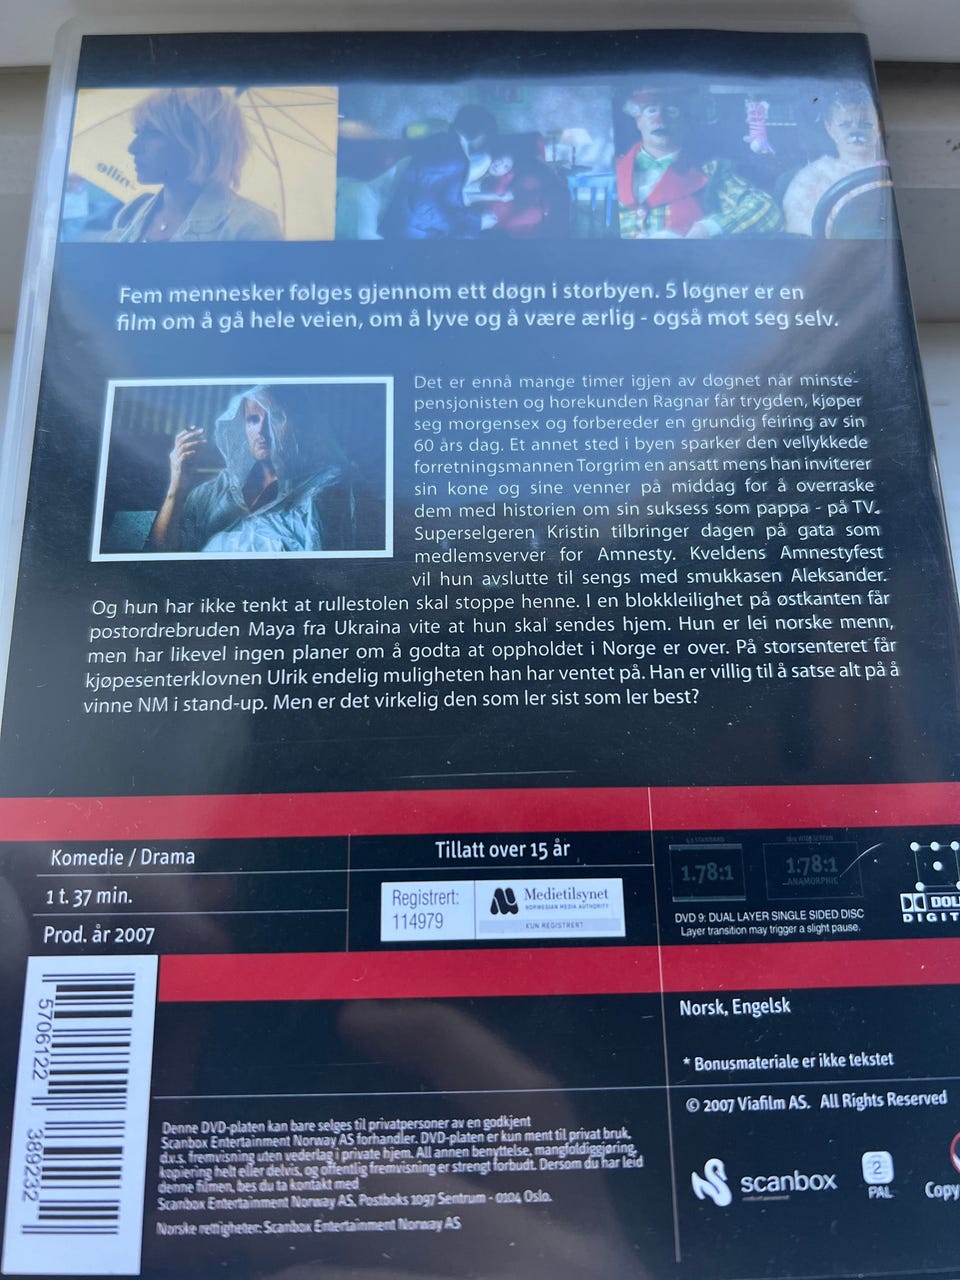 Fem mennesker følges gjennom ett døgn i storbyen. 5 løgner er en
film om å gå hele veien, om å lyve og å være ærlig - også mot seg selv.
Det er ennå mange timer igjen av døgnet når minste-
pensjonisten og horekunden Ragnar får trygden, kjøper
seg morgensex og forbereder en grundig feiring av sin
60 års dag. Et annet sted i byen sparker den vellykkede
forretningsmannen Torgrim en ansatt mens han inviterer
sin kone og sine venner på middag for å overraske
dem med historien om sin suksess som pappa - på TV.
Superselgeren Kristin tilbringer dagen på gata som
medlemsverver for Amnesty. Kveldens Amnestyfest
vil hun avslutte til sengs med smukkasen Aleksander.
Og hun har ikke tenkt at rullestolen skal stoppe henne. I en blokkleilighet på østkanten får
postordrebruden Maya fra Ukraina vite at hun skal sendes hjem. Hun er lei norske menn,
men har likevel ingen planer om å godta at oppholdet i Norge er over. På storsenteret får
kjøpesenterklovnen Ulrik endelig muligheten han har ventet på. Han er villig til å satse alt på å
vinne NM i stand-up. Men er det virkelig den som ler sist som ler best?
Komedie / Drama
1 t. 37 min.
Prod. år 2007
Tillatt over 15 år
Registrert:
114979
Medietilsynet
NORWEGIAN MEDIA AUTHORITY
KUN REGISTRERT
1.78:1
1.78:1
ANAMORPHIC
DVD 9: DUAL LAYER SINGLE SIDED DISC
Layer transition may trigger a slight pause.
DOL
DIGIT
Norsk, Engelsk
* Bonusmateriale er ikke tekstet
© 2007 Viafilm AS. All Rights Reserved
scanbox
2
PAL
Copy
5706122
389232
Denne DVD-platen kan bare selges til privatpersoner av en godkjent
Scanbox Entertainment Norway AS forhandler. DVD-platen er kun ment til privat bruk,
d.v.s. fremvisning uten vederlag i private hjem. All annen benyttelse, mangfoldiggjøring,
kopiering helt eller delvis, og offentlig fremvisning er strengt forbudt. Dersom du har leid
denne filmen, bes du ta kontakt med
Scanbox Entertainment Norway AS, Postboks 1097 Sentrum - 0104 Oslo.
Norske rettigheter: Scanbox Entertainment Norway AS